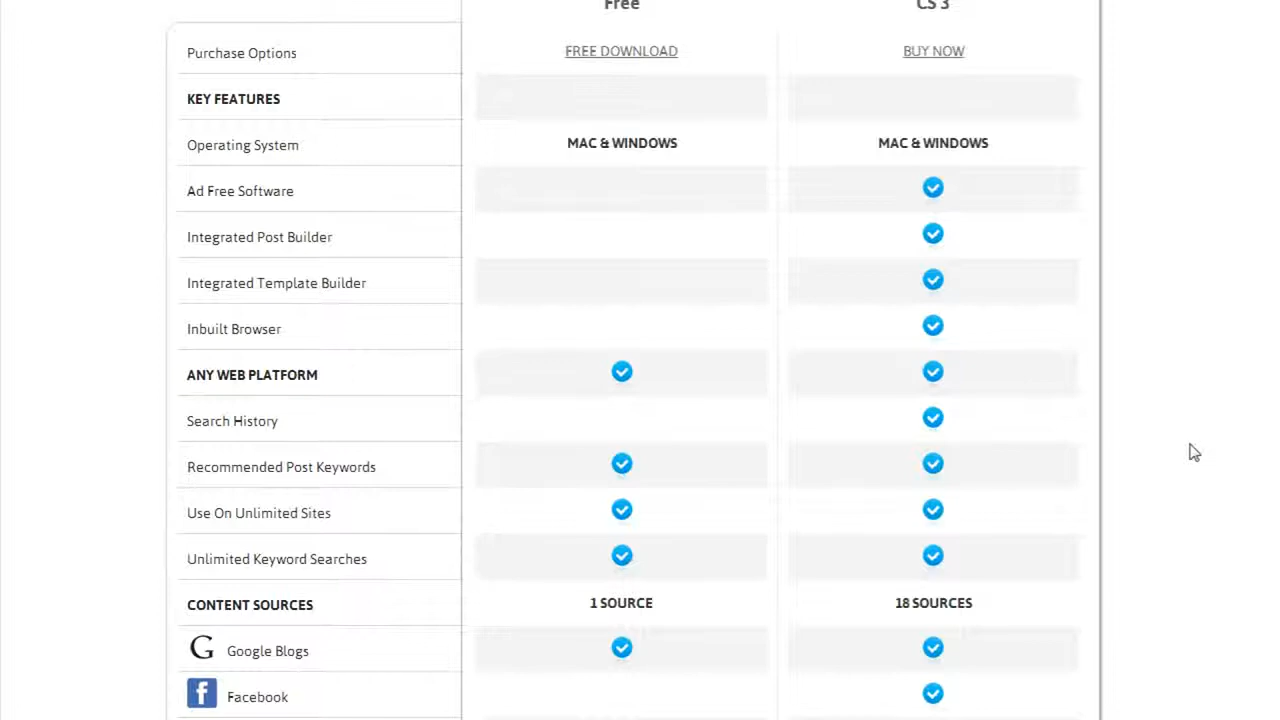 Free CS 3
Purchase Options FREE DOWNLOAD BUY NOW
KEY FEATURES
Operating System MAC & WINDOWS MAC & WINDOWS
Ad Free Software
Integrated Post Builder
Integrated Template Builder
Inbuilt Browser
ANY WEB PLATFORM
Search History
Recommended Post Keywords
Use On Unlimited Sites
Unlimited Keyword Searches
CONTENT SOURCES 1 SOURCE 18 SOURCES
G Google Blogs
f Facebook